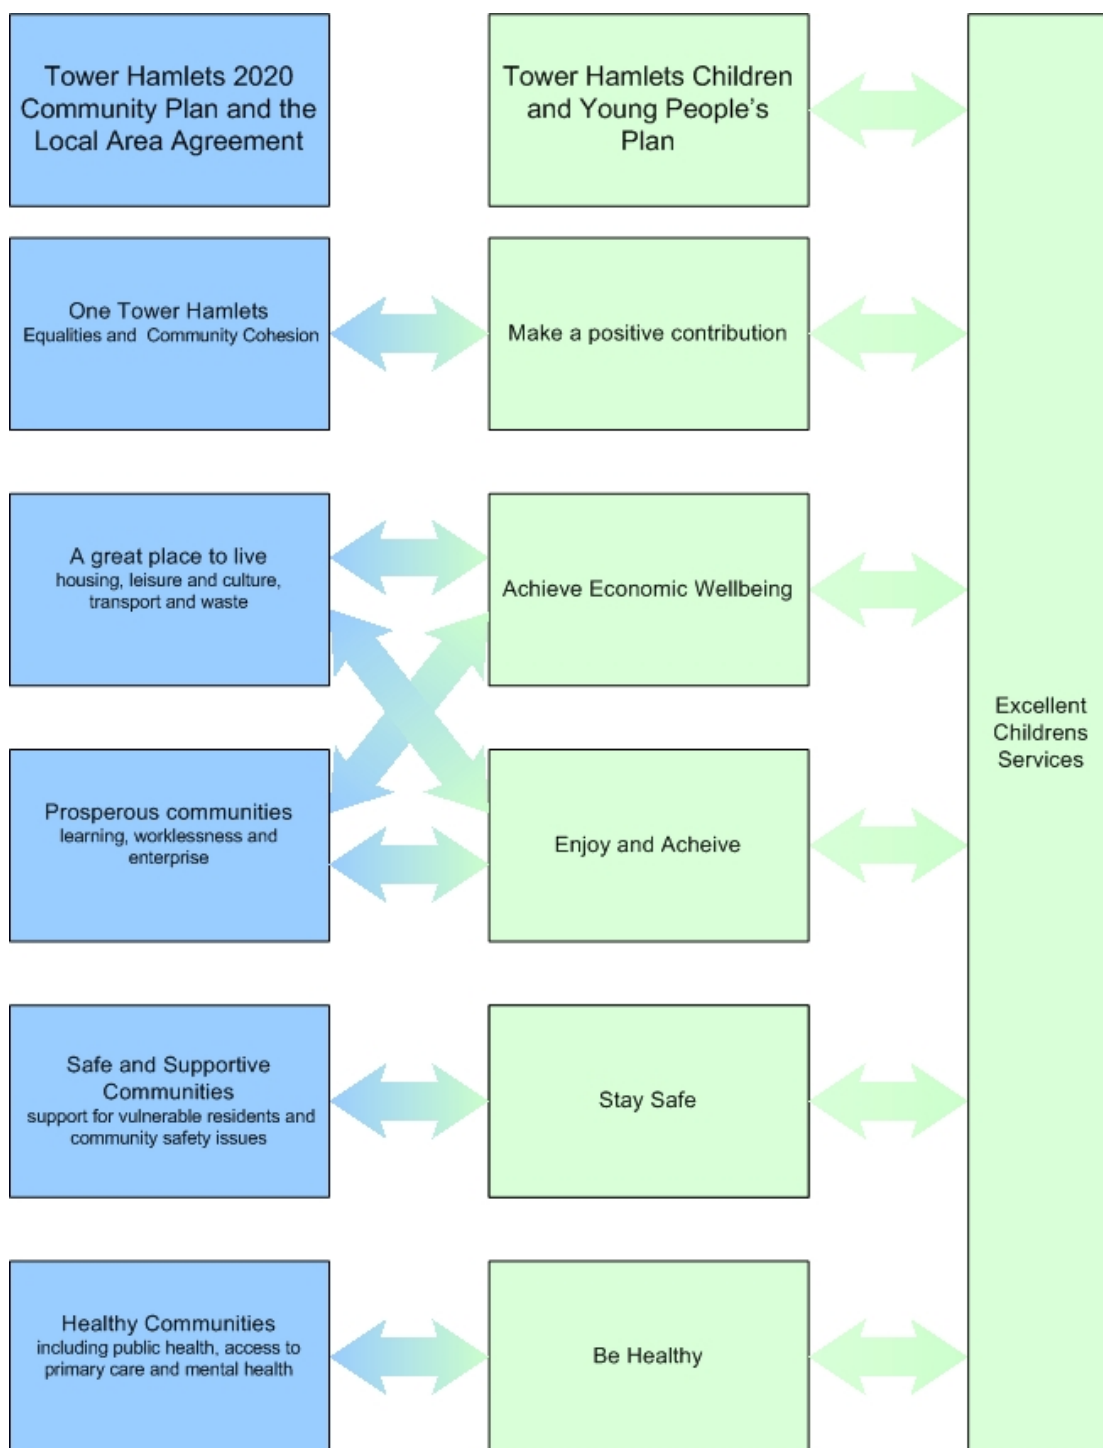 Tower Hamlets 2020
Community Plan and the
Local Area Agreement
Tower Hamlets Children
and Young People's
Plan
One Tower Hamlets
Equalities and Community Cohesion
Make a positive contribution
A great place to live
housing, leisure and culture,
transport and waste
Achieve Economic Wellbeing
Excellent
Childrens
Services
Prosperous communities
learning, worklessness and
enterprise
Enjoy and Acheive
Safe and Supportive
Communities
support for vulnerable residents and
community safety issues
Stay Safe
Healthy Communities
including public health, access to
primary care and mental health
Be Healthy